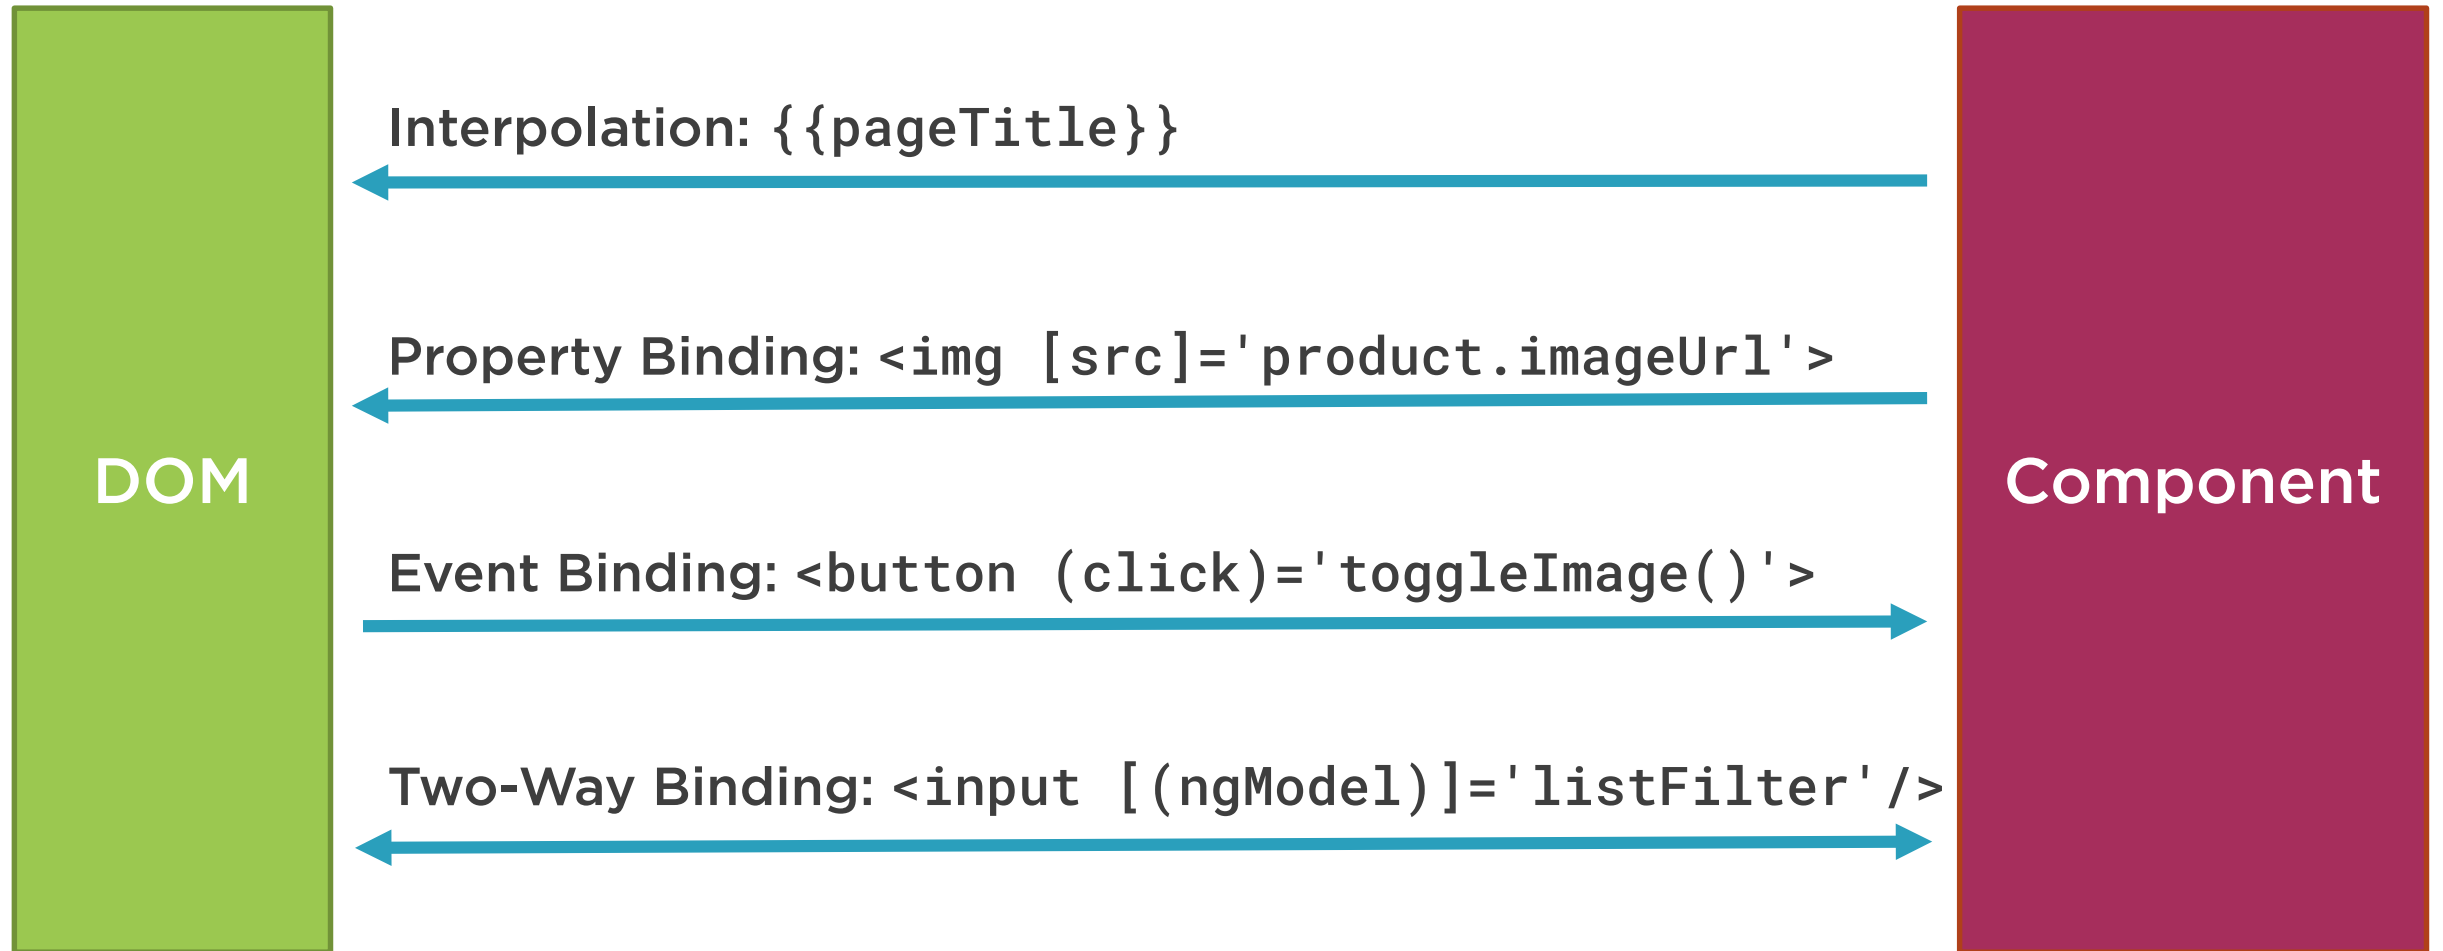 Interpolation: {{pageTitle}}
Property Binding: <img [src]='product.imageUrl'>
DOM
Component
Event Binding: <button (click)='toggleImage()'>
Two-Way Binding: <input [(ngModel)]='listFilter'/>